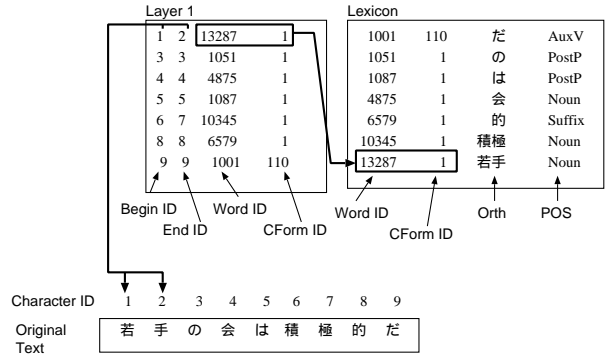 Layer 1
1 2 13287 1
3 3 1051 1
4 4 4875 1
5 5 1087 1
6 7 10345 1
8 8 6579 1
9 9 1001 110
Begin ID
End ID
Word ID
CForm ID
Lexicon
1001 110 だ AuxV
1051 1 の PostP
1087 1 は PostP
4875 1 会 Noun
6579 1 的 Suffix
10345 1 積極 Noun
13287 1 若手 Noun
Word ID
CForm ID
Orth
POS
Character ID 1 2 3 4 5 6 7 8 9
Original Text 若 手 の 会 は 積 極 的 だ